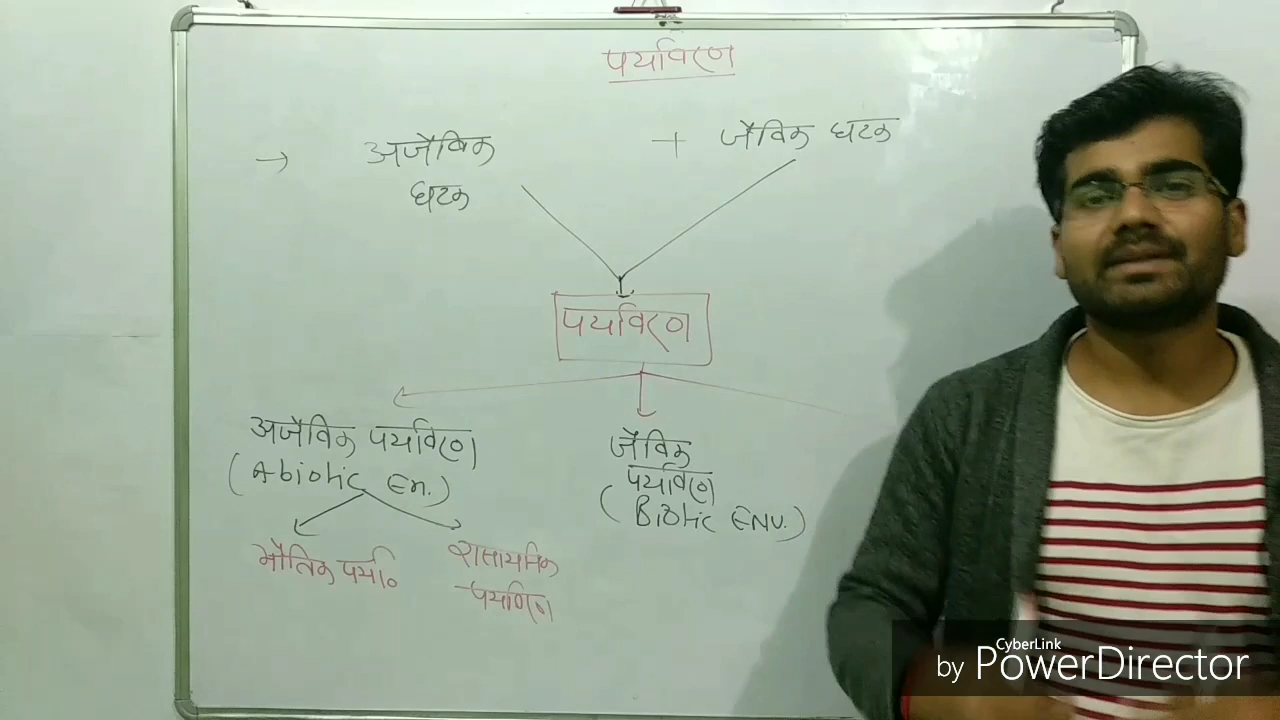 पर्यावरण
→ अजैविक + जैविक घटक
घटक
पर्यावरण
अजैविक पर्यावरण
(Abiotic En.)
जैविक
पर्यावरण
(Biotic ENV.)
भौतिक पर्या०
रासायनिक
पर्यावरण
CyberLink
by PowerDirector